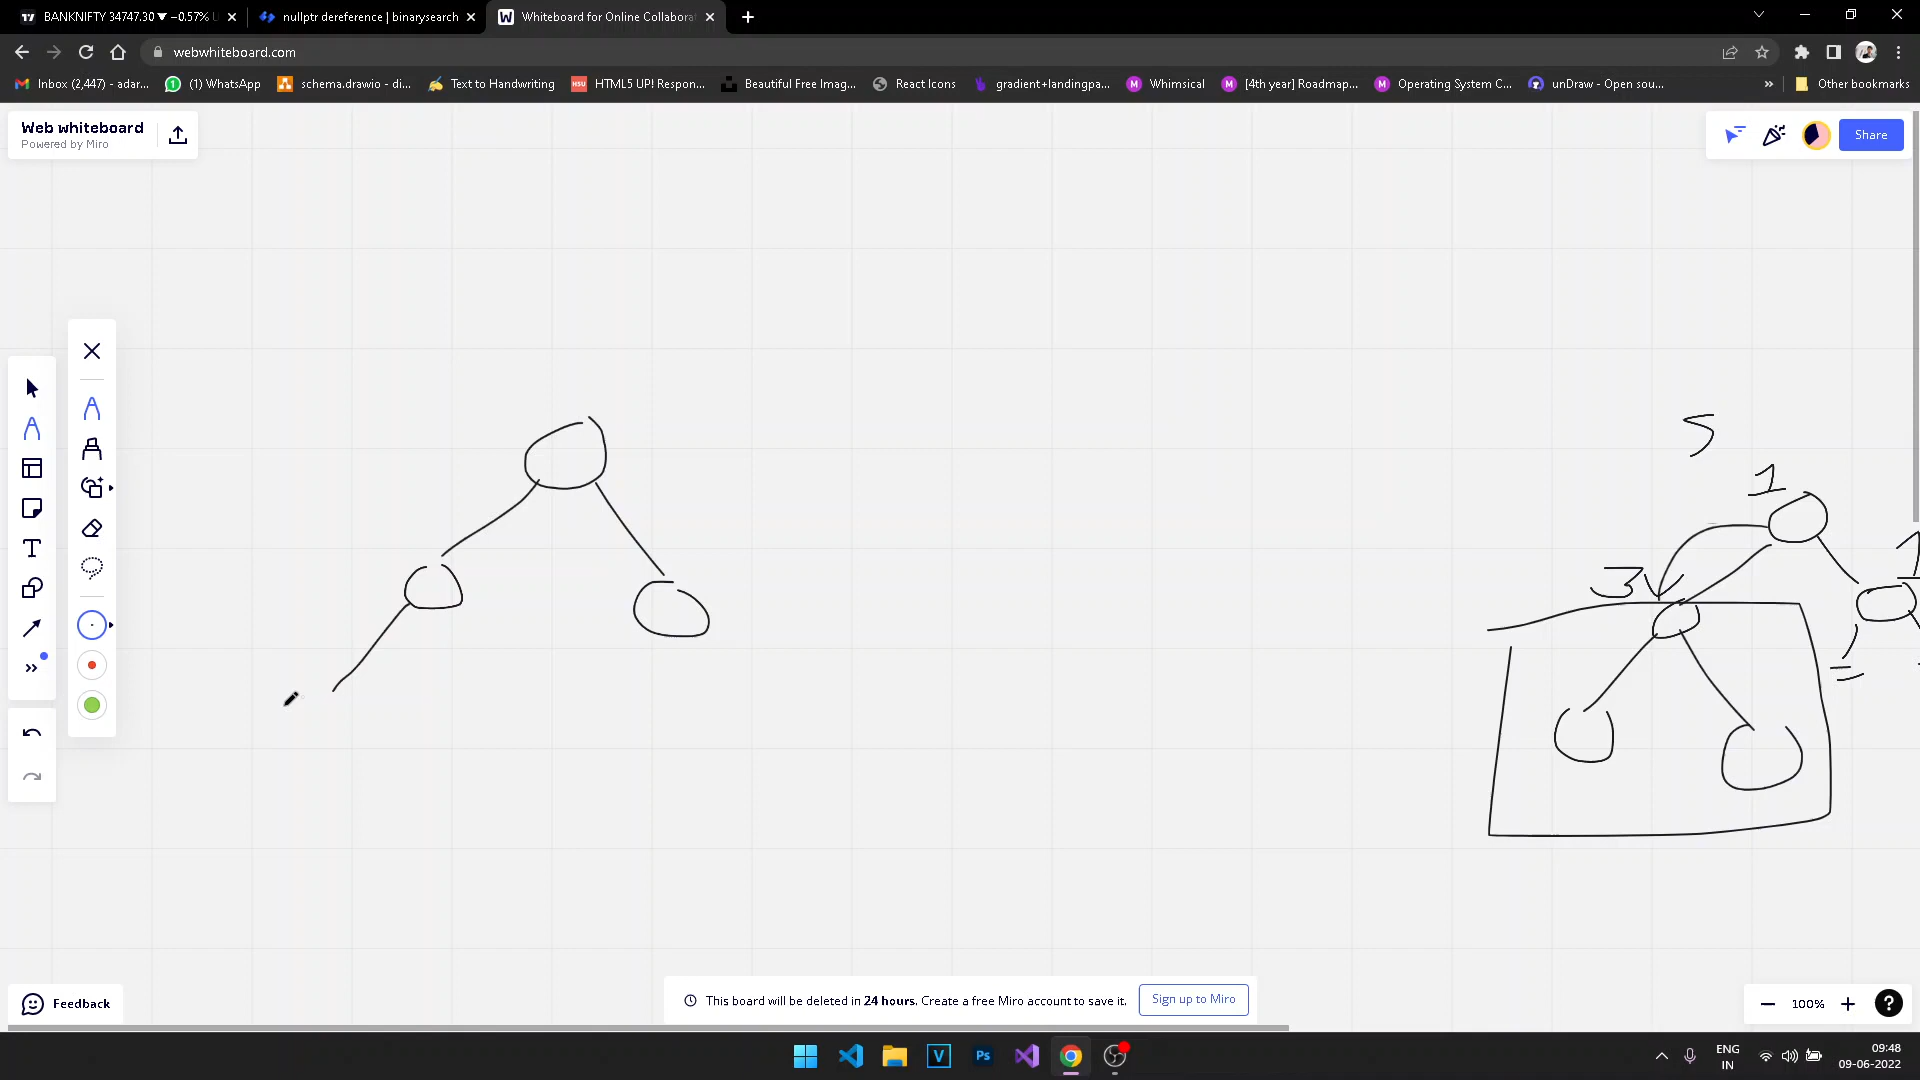 BANKNIFTY 34747.30 ▼ −0.57%
nullptr dereference | binarysearch
Whiteboard for Online Collabora
webwhiteboard.com
Inbox (2,447) - adar...
(1) WhatsApp
schema.drawio - di...
Text to Handwriting
HTML5 UP! Respon...
Beautiful Free Imag...
React Icons
gradient+landingpa...
Whimsical
[4th year] Roadmap...
Operating System C...
unDraw - Open sou...
»
Other bookmarks
Web whiteboard
Powered by Miro
Share
5
1
3
1
Feedback
This board will be deleted in 24 hours. Create a free Miro account to save it.
Sign up to Miro
100%
?
ENG
IN
09:48
09-06-2022